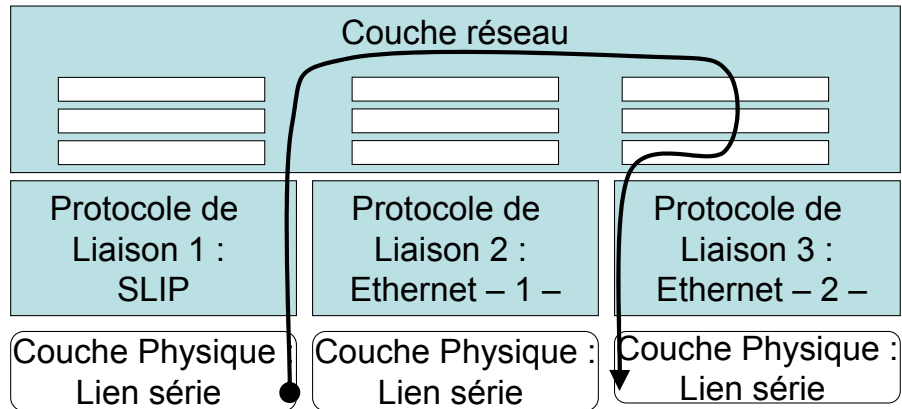 Couche réseau
Protocole de
Liaison 1 :
SLIP
Protocole de
Liaison 2 :
Ethernet – 1 –
Protocole de
Liaison 3 :
Ethernet – 2 –
Couche Physique :
Lien série
Couche Physique :
Lien série
Couche Physique :
Lien série